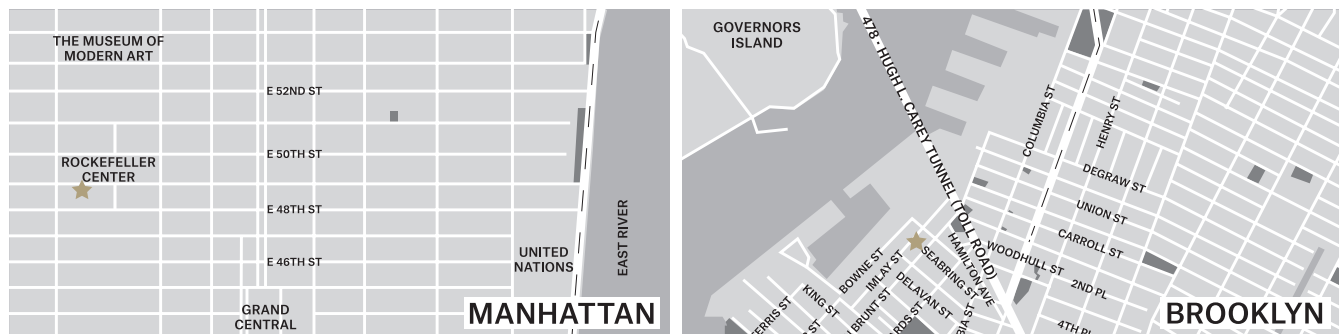 THE MUSEUM OF
MODERN ART
E 52ND ST
E 50TH ST
ROCKEFELLER
CENTER
E 48TH ST
E 46TH ST
UNITED
NATIONS
EAST RIVER
GRAND
CENTRAL
MANHATTAN
GOVERNORS
ISLAND
478 · HUGH L. CAREY TUNNEL (TOLL ROAD)
COLUMBIA ST
HENRY ST
DEGRAW ST
UNION ST
CARROLL ST
WOODHULL ST
2ND PL
4TH PL
HAMILTON AVE
SEABRING ST
DELAVAN ST
BOWNE ST
IMLAY ST
KING ST
BRUNT ST
BROOKLYN